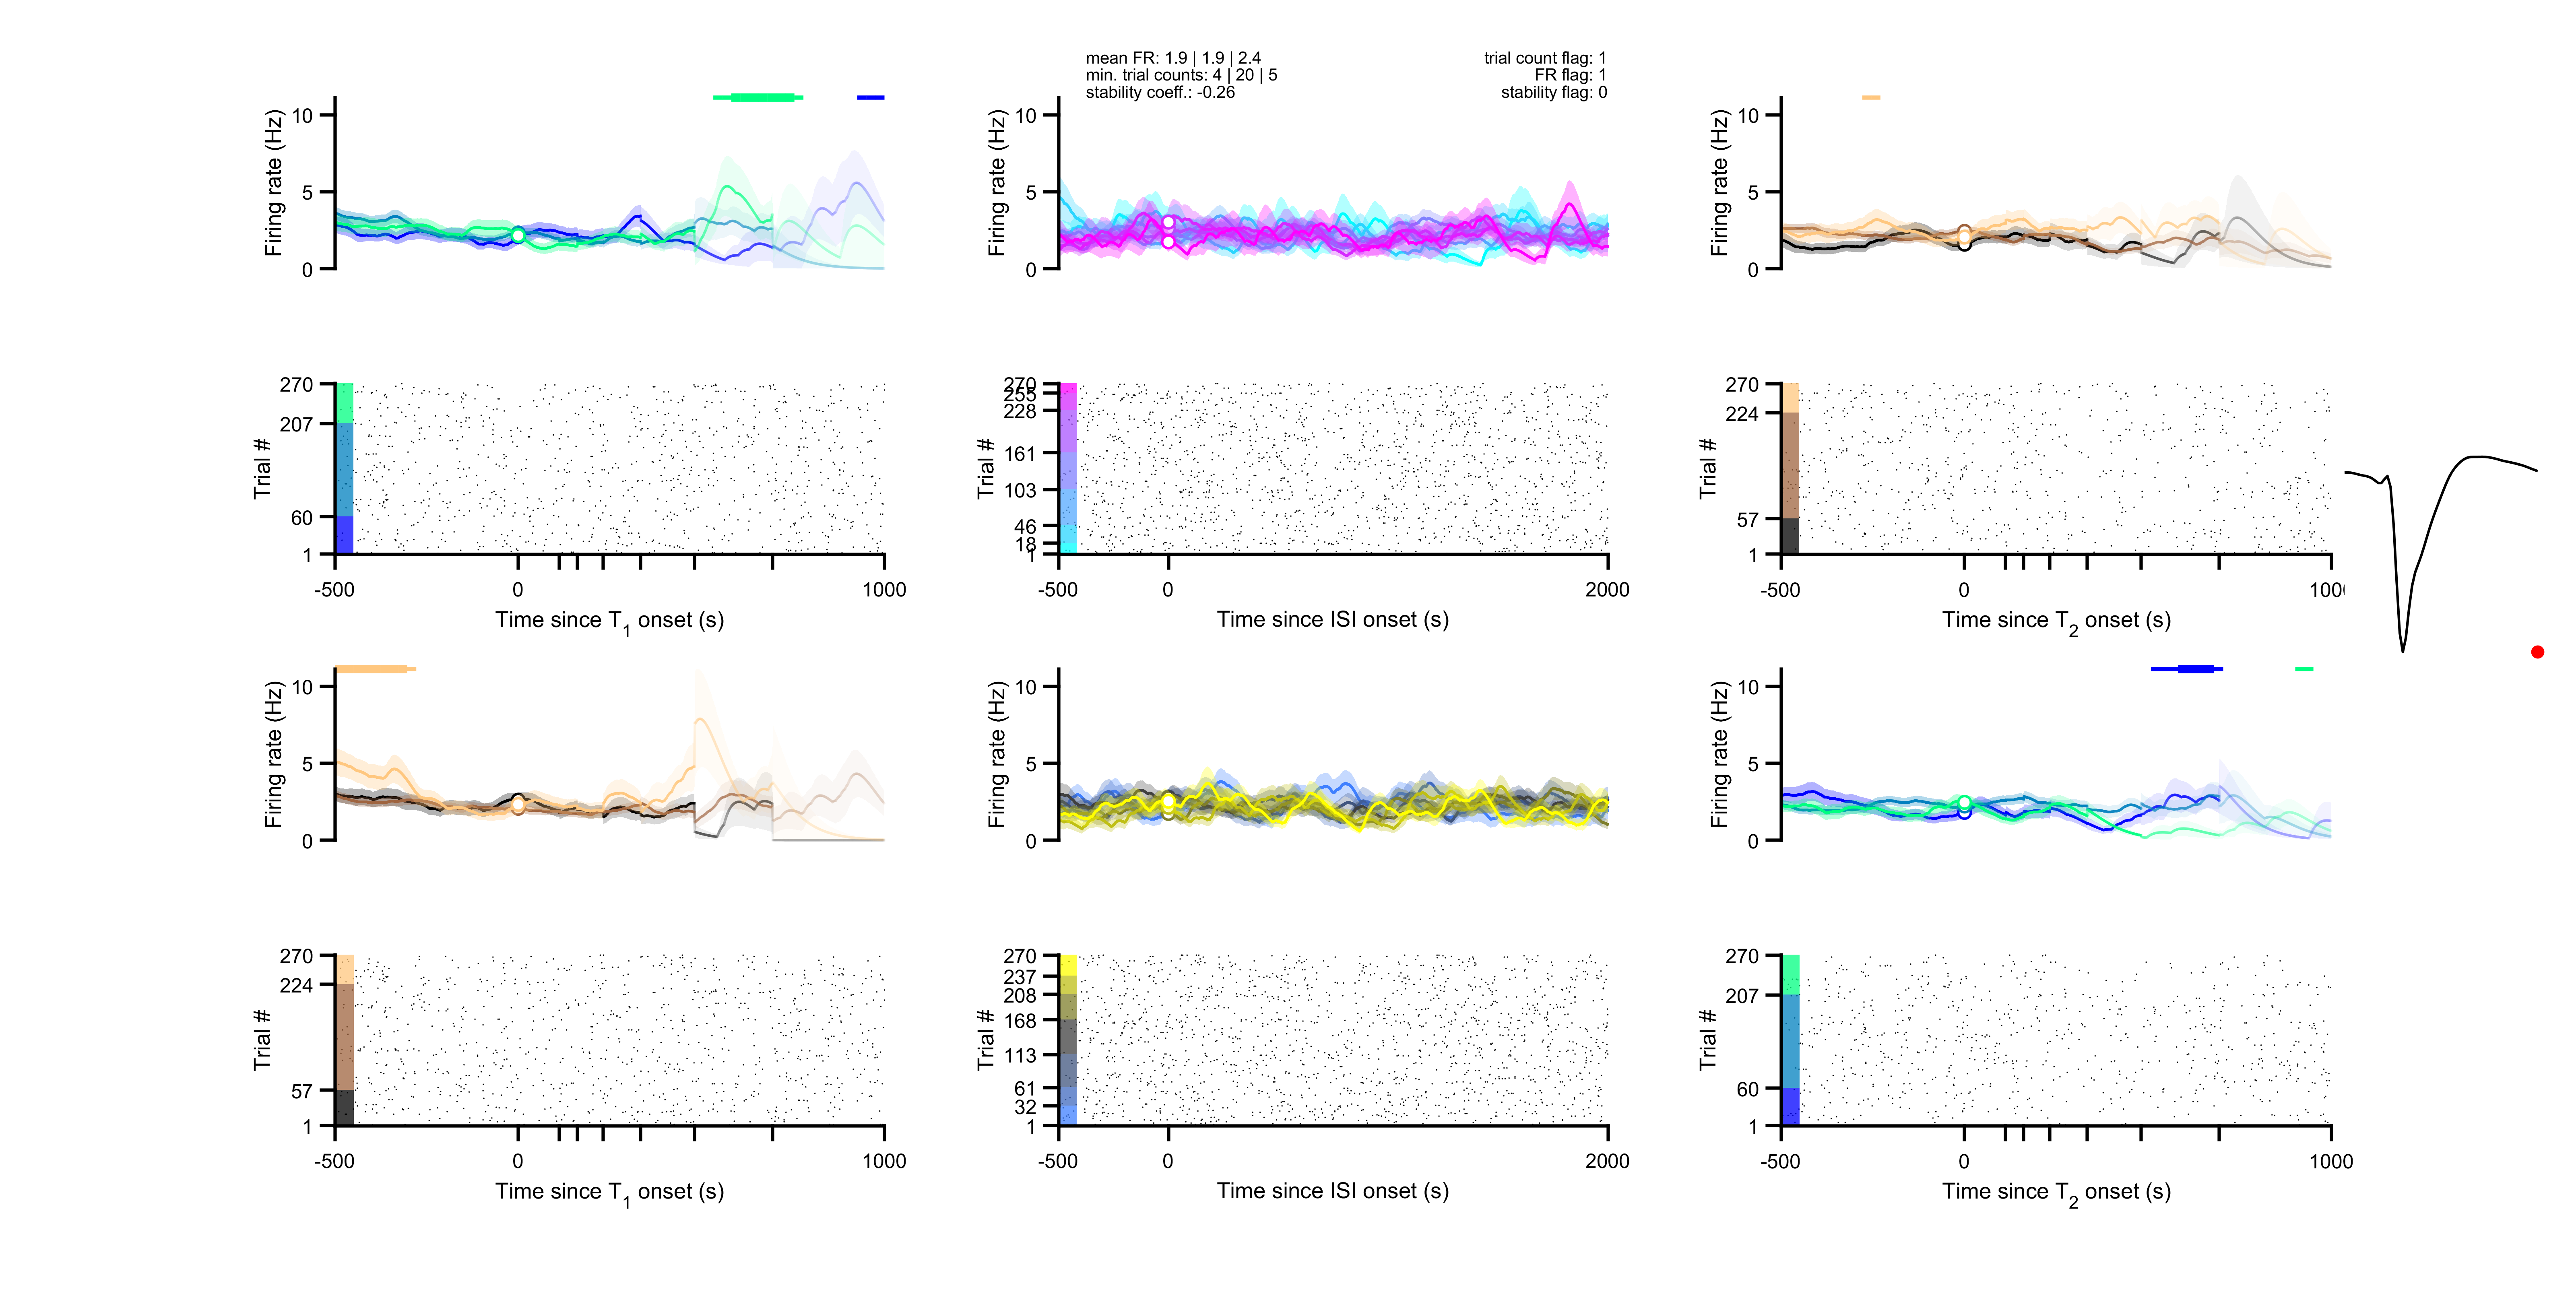 mean FR: 1.9 | 1.9 | 2.4
min. trial counts: 4 | 20 | 5
stability coeff.: -0.26
trial count flag: 1
FR flag: 1
stability flag: 0
Firing rate (Hz)
10
5
0
Firing rate (Hz)
10
5
0
Firing rate (Hz)
10
5
0
Trial #
270
207
60
1
-500
0
1000
Time since T1 onset (s)
Trial #
270
255
228
161
103
46
18
1
-500
0
2000
Time since ISI onset (s)
Trial #
270
224
57
1
-500
0
1000
Time since T2 onset (s)
Firing rate (Hz)
10
5
0
Firing rate (Hz)
10
5
0
Firing rate (Hz)
10
5
0
Trial #
270
224
57
1
-500
0
1000
Time since T1 onset (s)
Trial #
270
237
208
168
113
61
32
1
-500
0
2000
Time since ISI onset (s)
Trial #
270
207
60
1
-500
0
1000
Time since T2 onset (s)